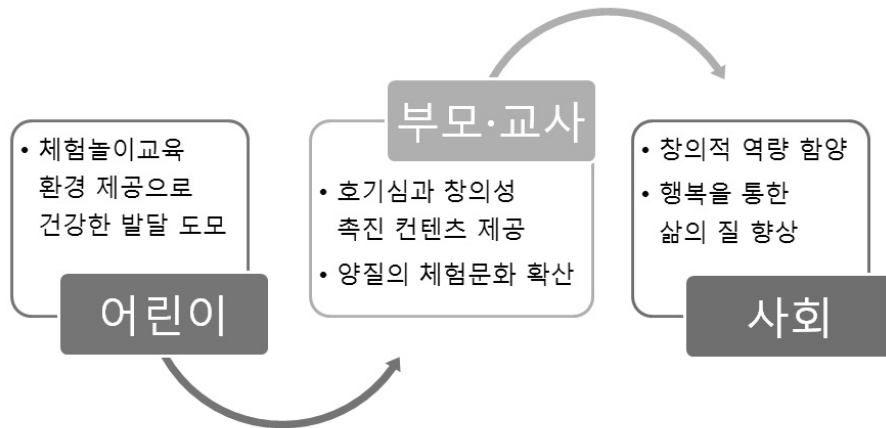 • 체험놀이교육
환경 제공으로
건강한 발달 도모
어린이
부모·교사
• 호기심과 창의성
촉진 컨텐츠 제공
• 양질의 체험문화 확산
• 창의적 역량 함양
• 행복을 통한
삶의 질 향상
사회